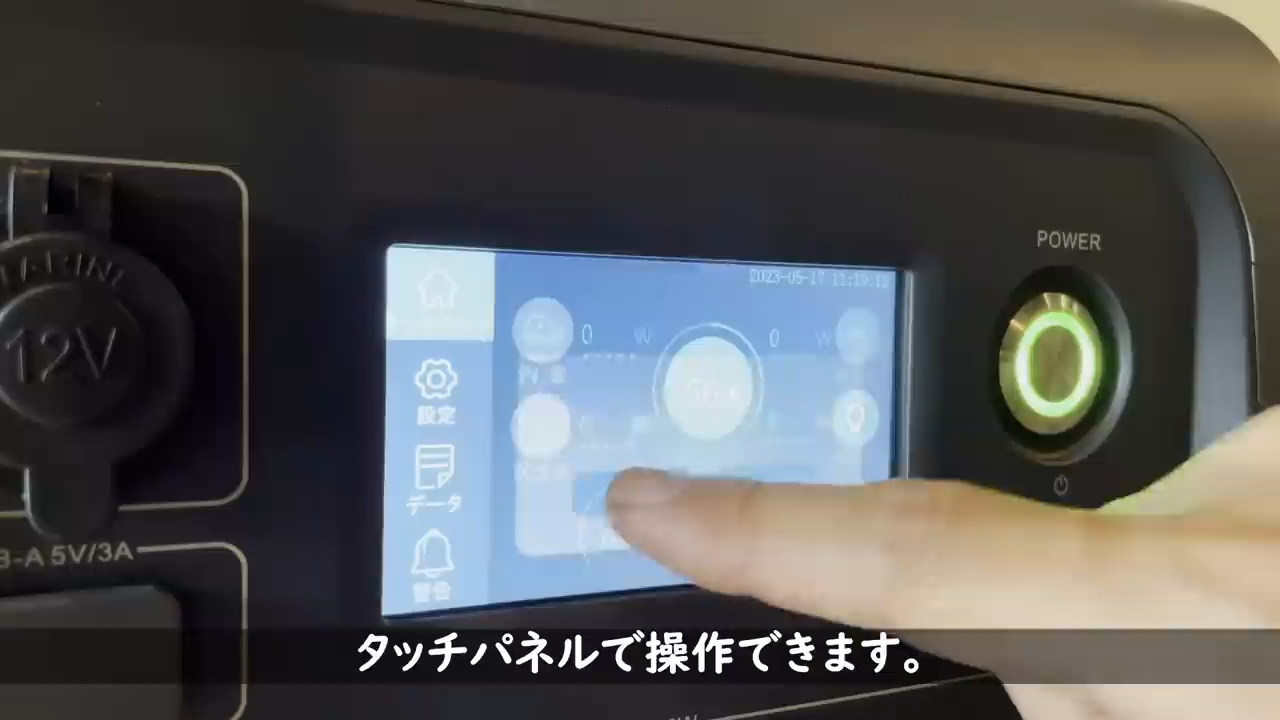 POWER
12V
2023-05-17 11:19:1
0 W
0 W
設定
データ
警告
B-A 5V/3A
タッチパネルで操作できます。